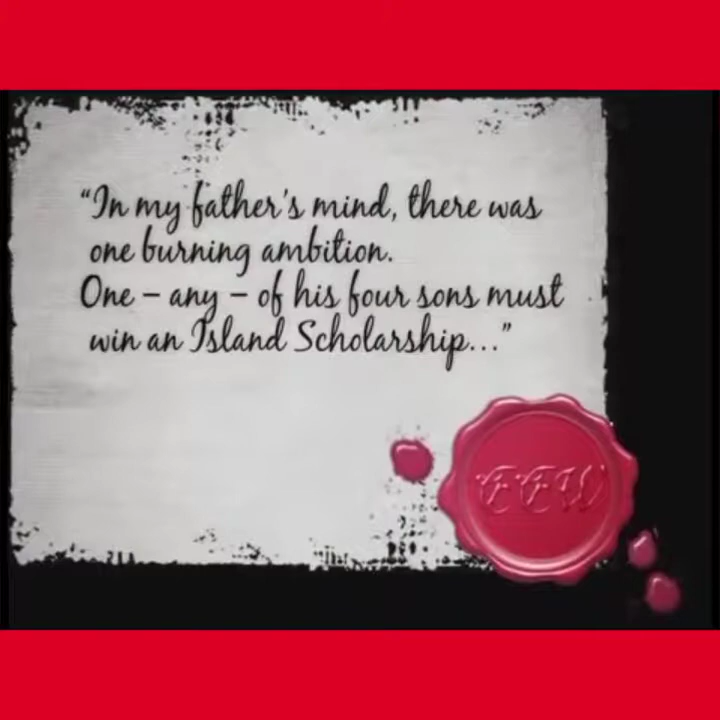 “In my father’s mind, there was
one burning ambition.
One – any – of his four sons must
win an Island Scholarship...”
EEW